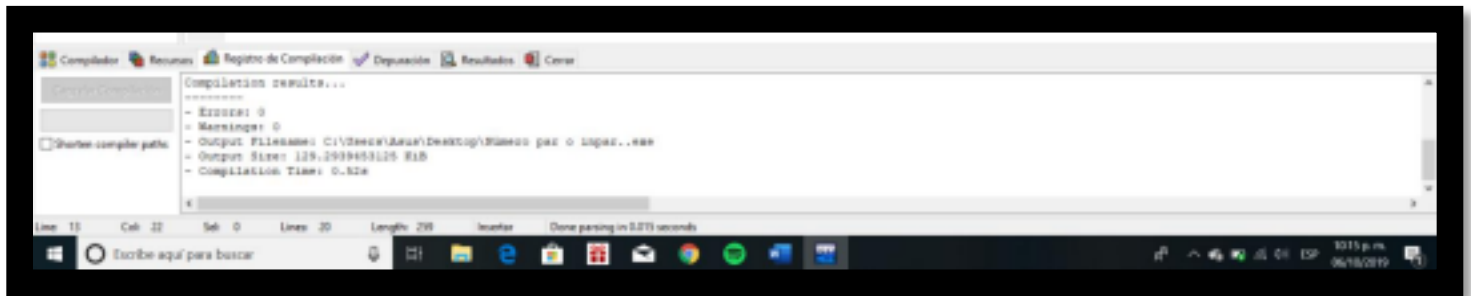 Compilador Recursos Registro de Compilación Depuración Resultados Cerrar
Compilation results...
--------
- Errors: 0
- Warnings: 0
- Output Filename: C:\Users\Asus\Desktop\Número par o impar..exe
- Output Size: 129.2939453125 KiB
- Compilation Time: 0.52s
Shorten compiler paths
Line: 13 Col: 22 Sel: 0 Lines: 20 Length: 259 Insertar Done parsing in 0.015 seconds
Escribe aquí para buscar
ESP
10:15 p. m.
06/10/2019